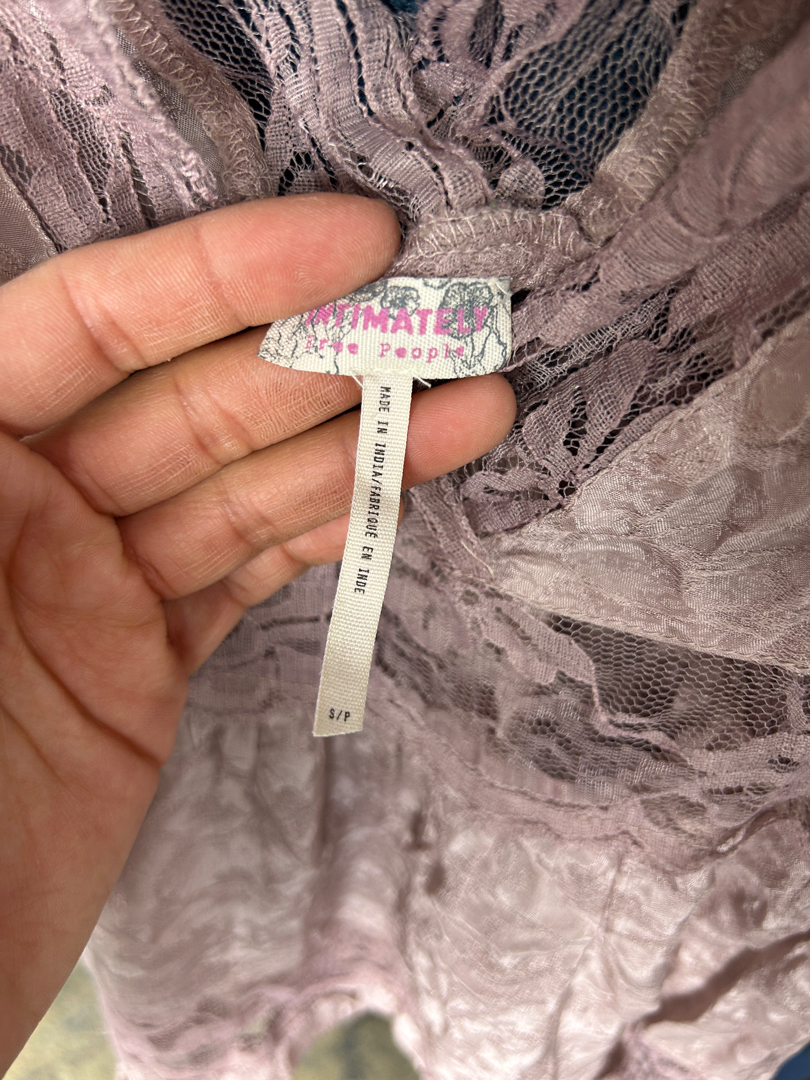 INTIMATELY
Free People
MADE IN INDIA/FABRIQUÉ EN INDE
S/P